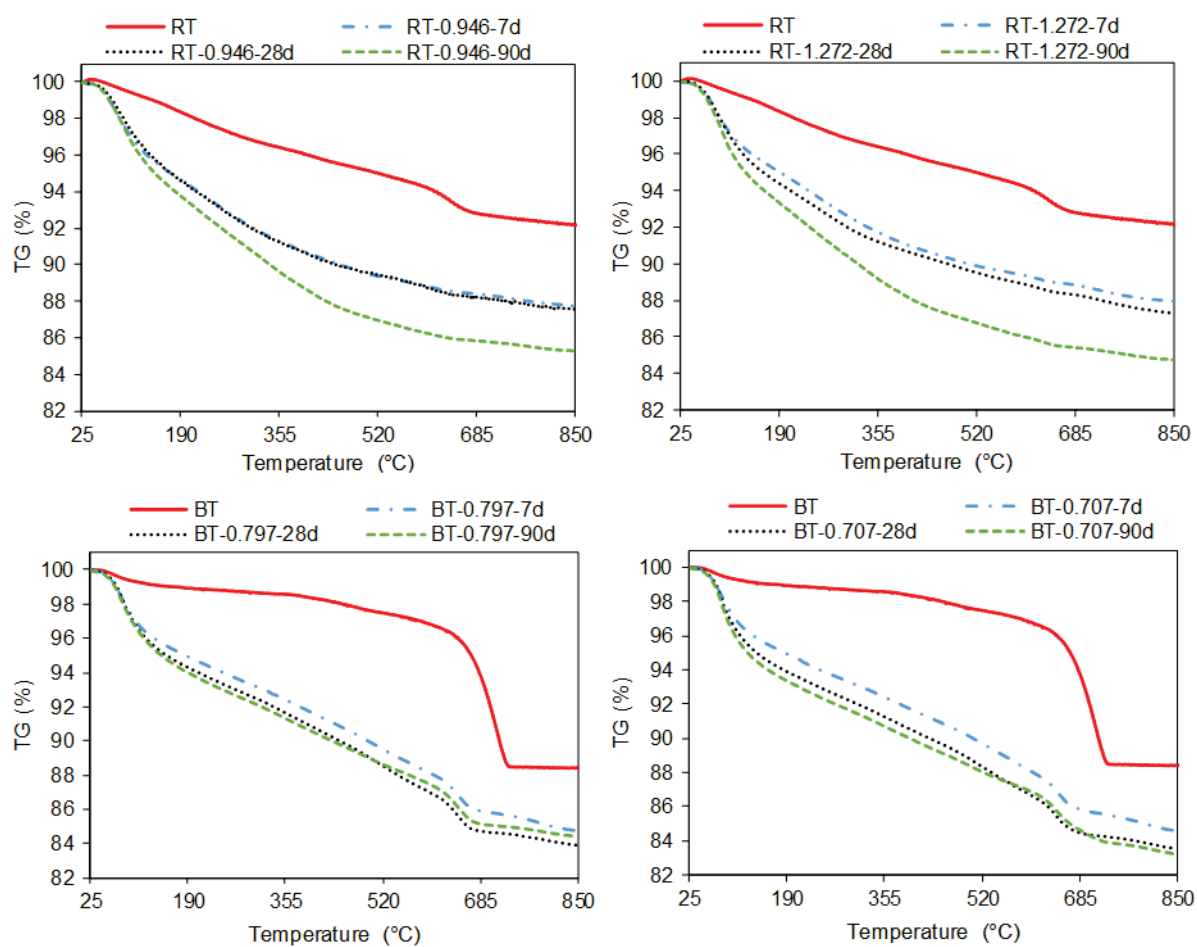 RT RT-0.946-7d
RT-0.946-28d RT-0.946-90d
100
98
96
94
92
90
88
86
84
82
TG (%)
25 190 355 520 685 850
Temperature (°C)
RT RT-1.272-7d
RT-1.272-28d RT-1.272-90d
100
98
96
94
92
90
88
86
84
82
TG (%)
25 190 355 520 685 850
Temperature (°C)
BT BT-0.797-7d
BT-0.797-28d BT-0.797-90d
100
98
96
94
92
90
88
86
84
82
TG (%)
25 190 355 520 685 850
Temperature (°C)
BT BT-0.707-7d
BT-0.707-28d BT-0.707-90d
100
98
96
94
92
90
88
86
84
82
TG (%)
25 190 355 520 685 850
Temperature (°C)